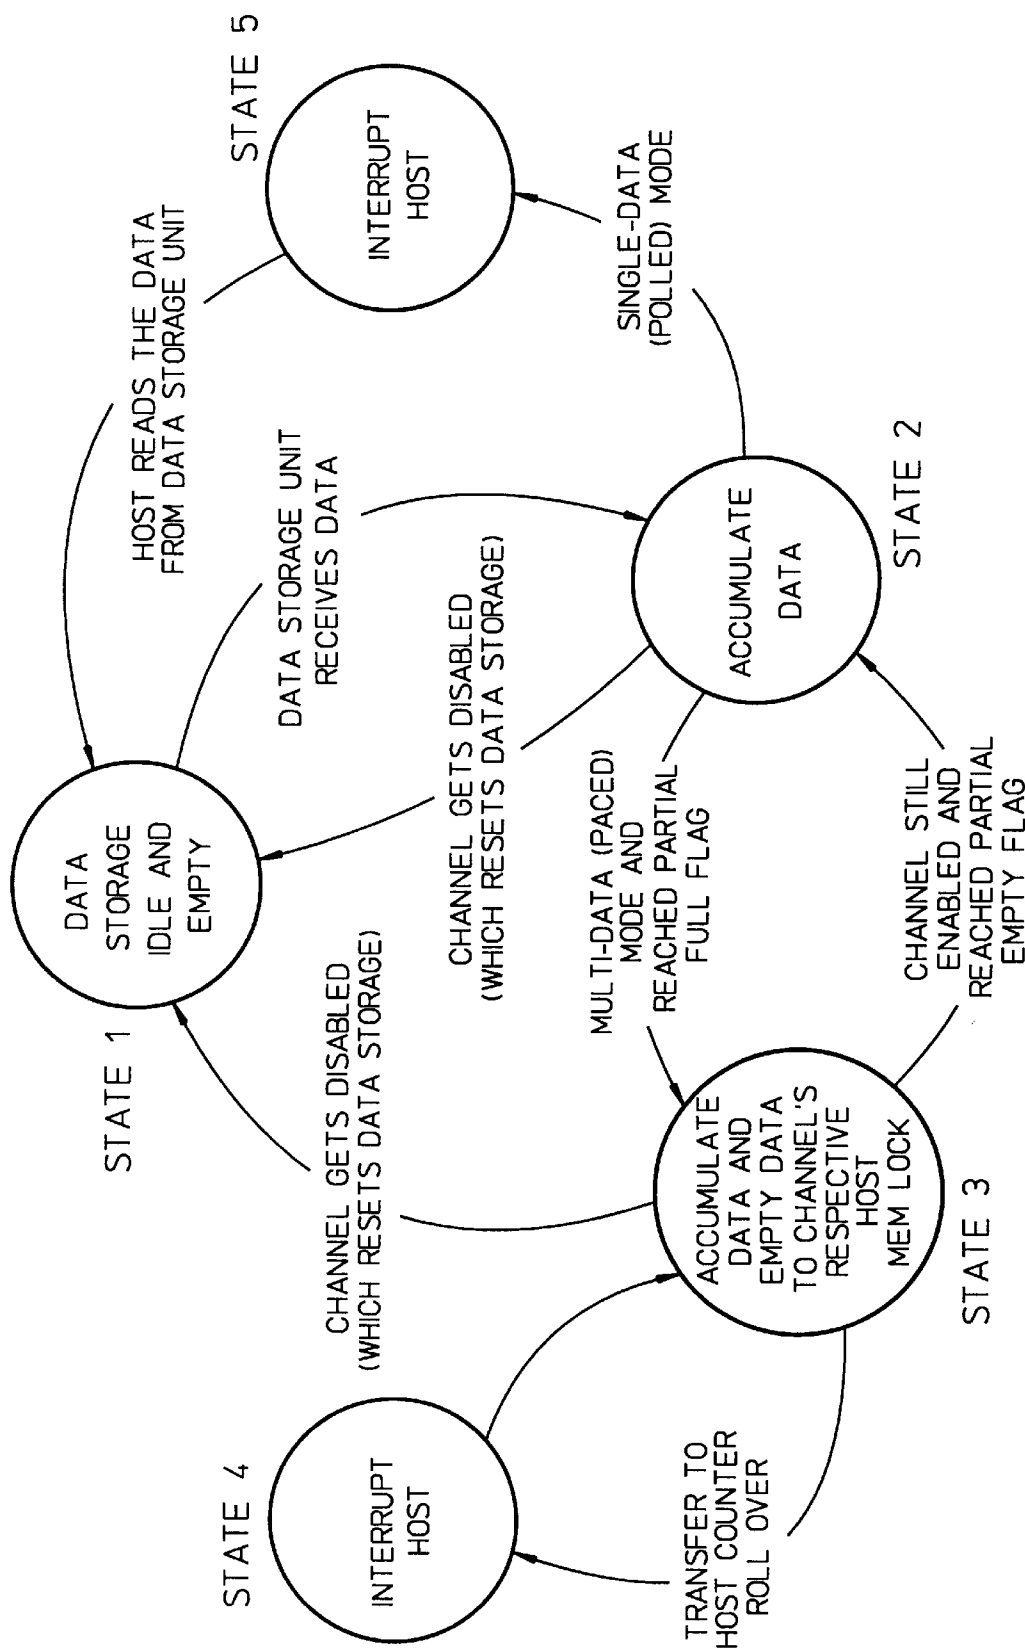 STATE 1
DATA
STORAGE
IDLE AND
EMPTY
HOST READS THE DATA
FROM DATA STORAGE UNIT
STATE 5
INTERRUPT
HOST
STATE 4
INTERRUPT
HOST
CHANNEL GETS DISABLED
(WHICH RESETS DATA STORAGE)
CHANNEL GETS DISABLED
(WHICH RESETS DATA STORAGE)
DATA STORAGE UNIT
RECEIVES DATA
TRANSFER TO
HOST COUNTER
ROLL OVER
MULTI-DATA (PACED)
MODE AND
REACHED PARTIAL
FULL FLAG
SINGLE-DATA
(POLLED) MODE
ACCUMULATE
DATA AND
EMPTY DATA
TO CHANNEL'S
RESPECTIVE
HOST
MEM LOCK
STATE 3
ACCUMULATE
DATA
STATE 2
CHANNEL STILL
ENABLED AND
REACHED PARTIAL
EMPTY FLAG